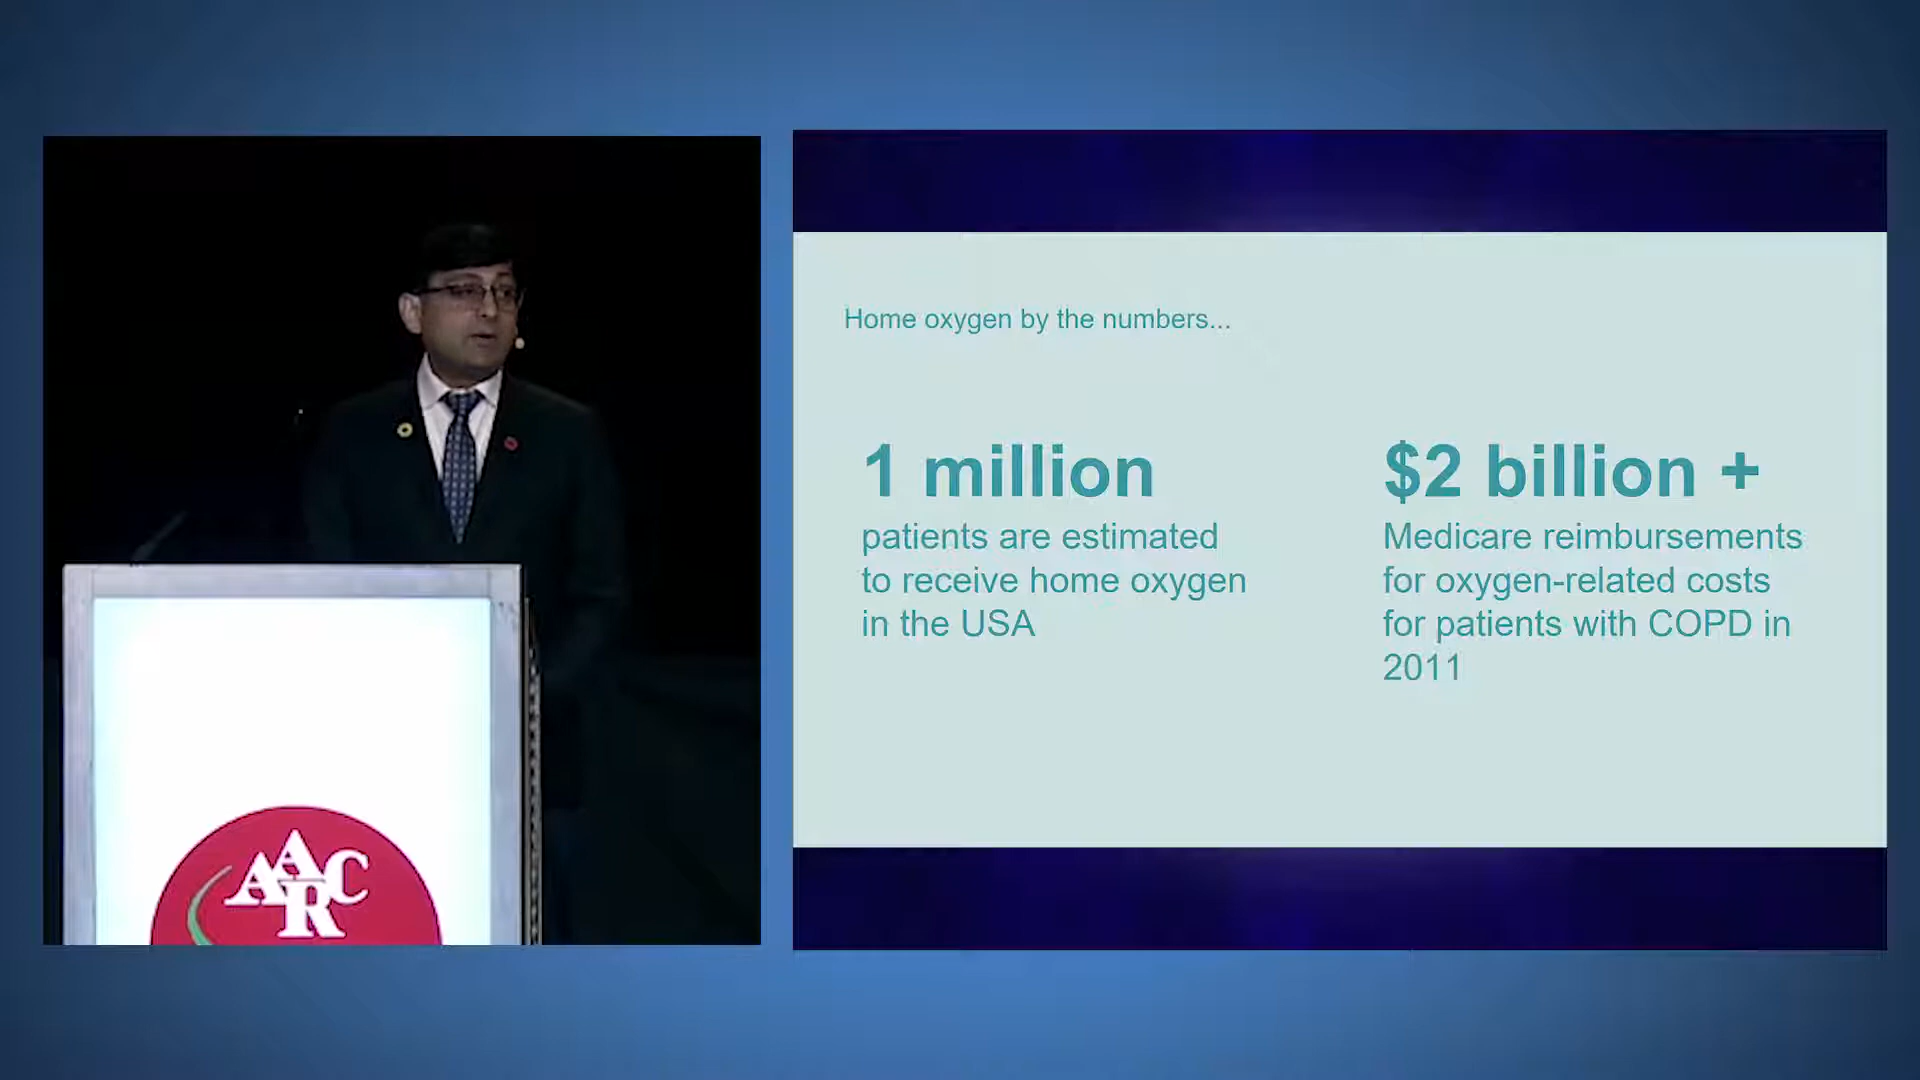 Home oxygen by the numbers...
1 million
patients are estimated
to receive home oxygen
in the USA
$2 billion +
Medicare reimbursements
for oxygen-related costs
for patients with COPD in
2011
AARC